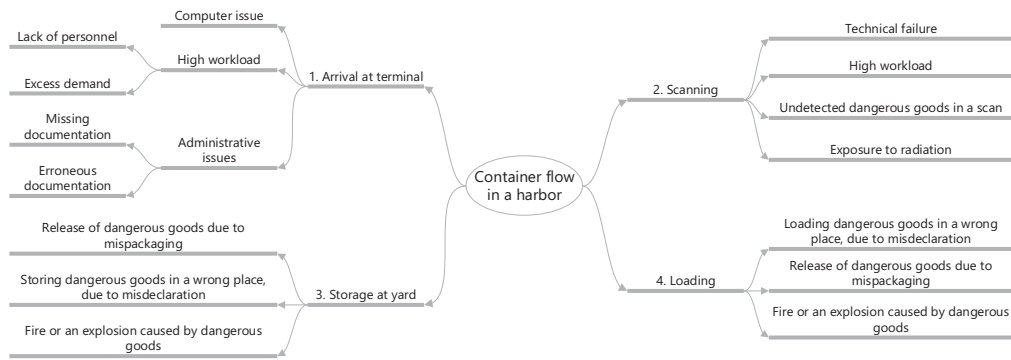 Container flow
in a harbor
1. Arrival at terminal
Computer issue
High workload
Lack of personnel
Excess demand
Administrative
issues
Missing
documentation
Erroneous
documentation
2. Scanning
Technical failure
High workload
Undetected dangerous goods in a scan
Exposure to radiation
3. Storage at yard
Release of dangerous goods due to
mispackaging
Storing dangerous goods in a wrong place,
due to misdeclaration
Fire or an explosion caused by dangerous
goods
4. Loading
Loading dangerous goods in a wrong
place, due to misdeclaration
Release of dangerous goods due to
mispackaging
Fire or an explosion caused by dangerous
goods